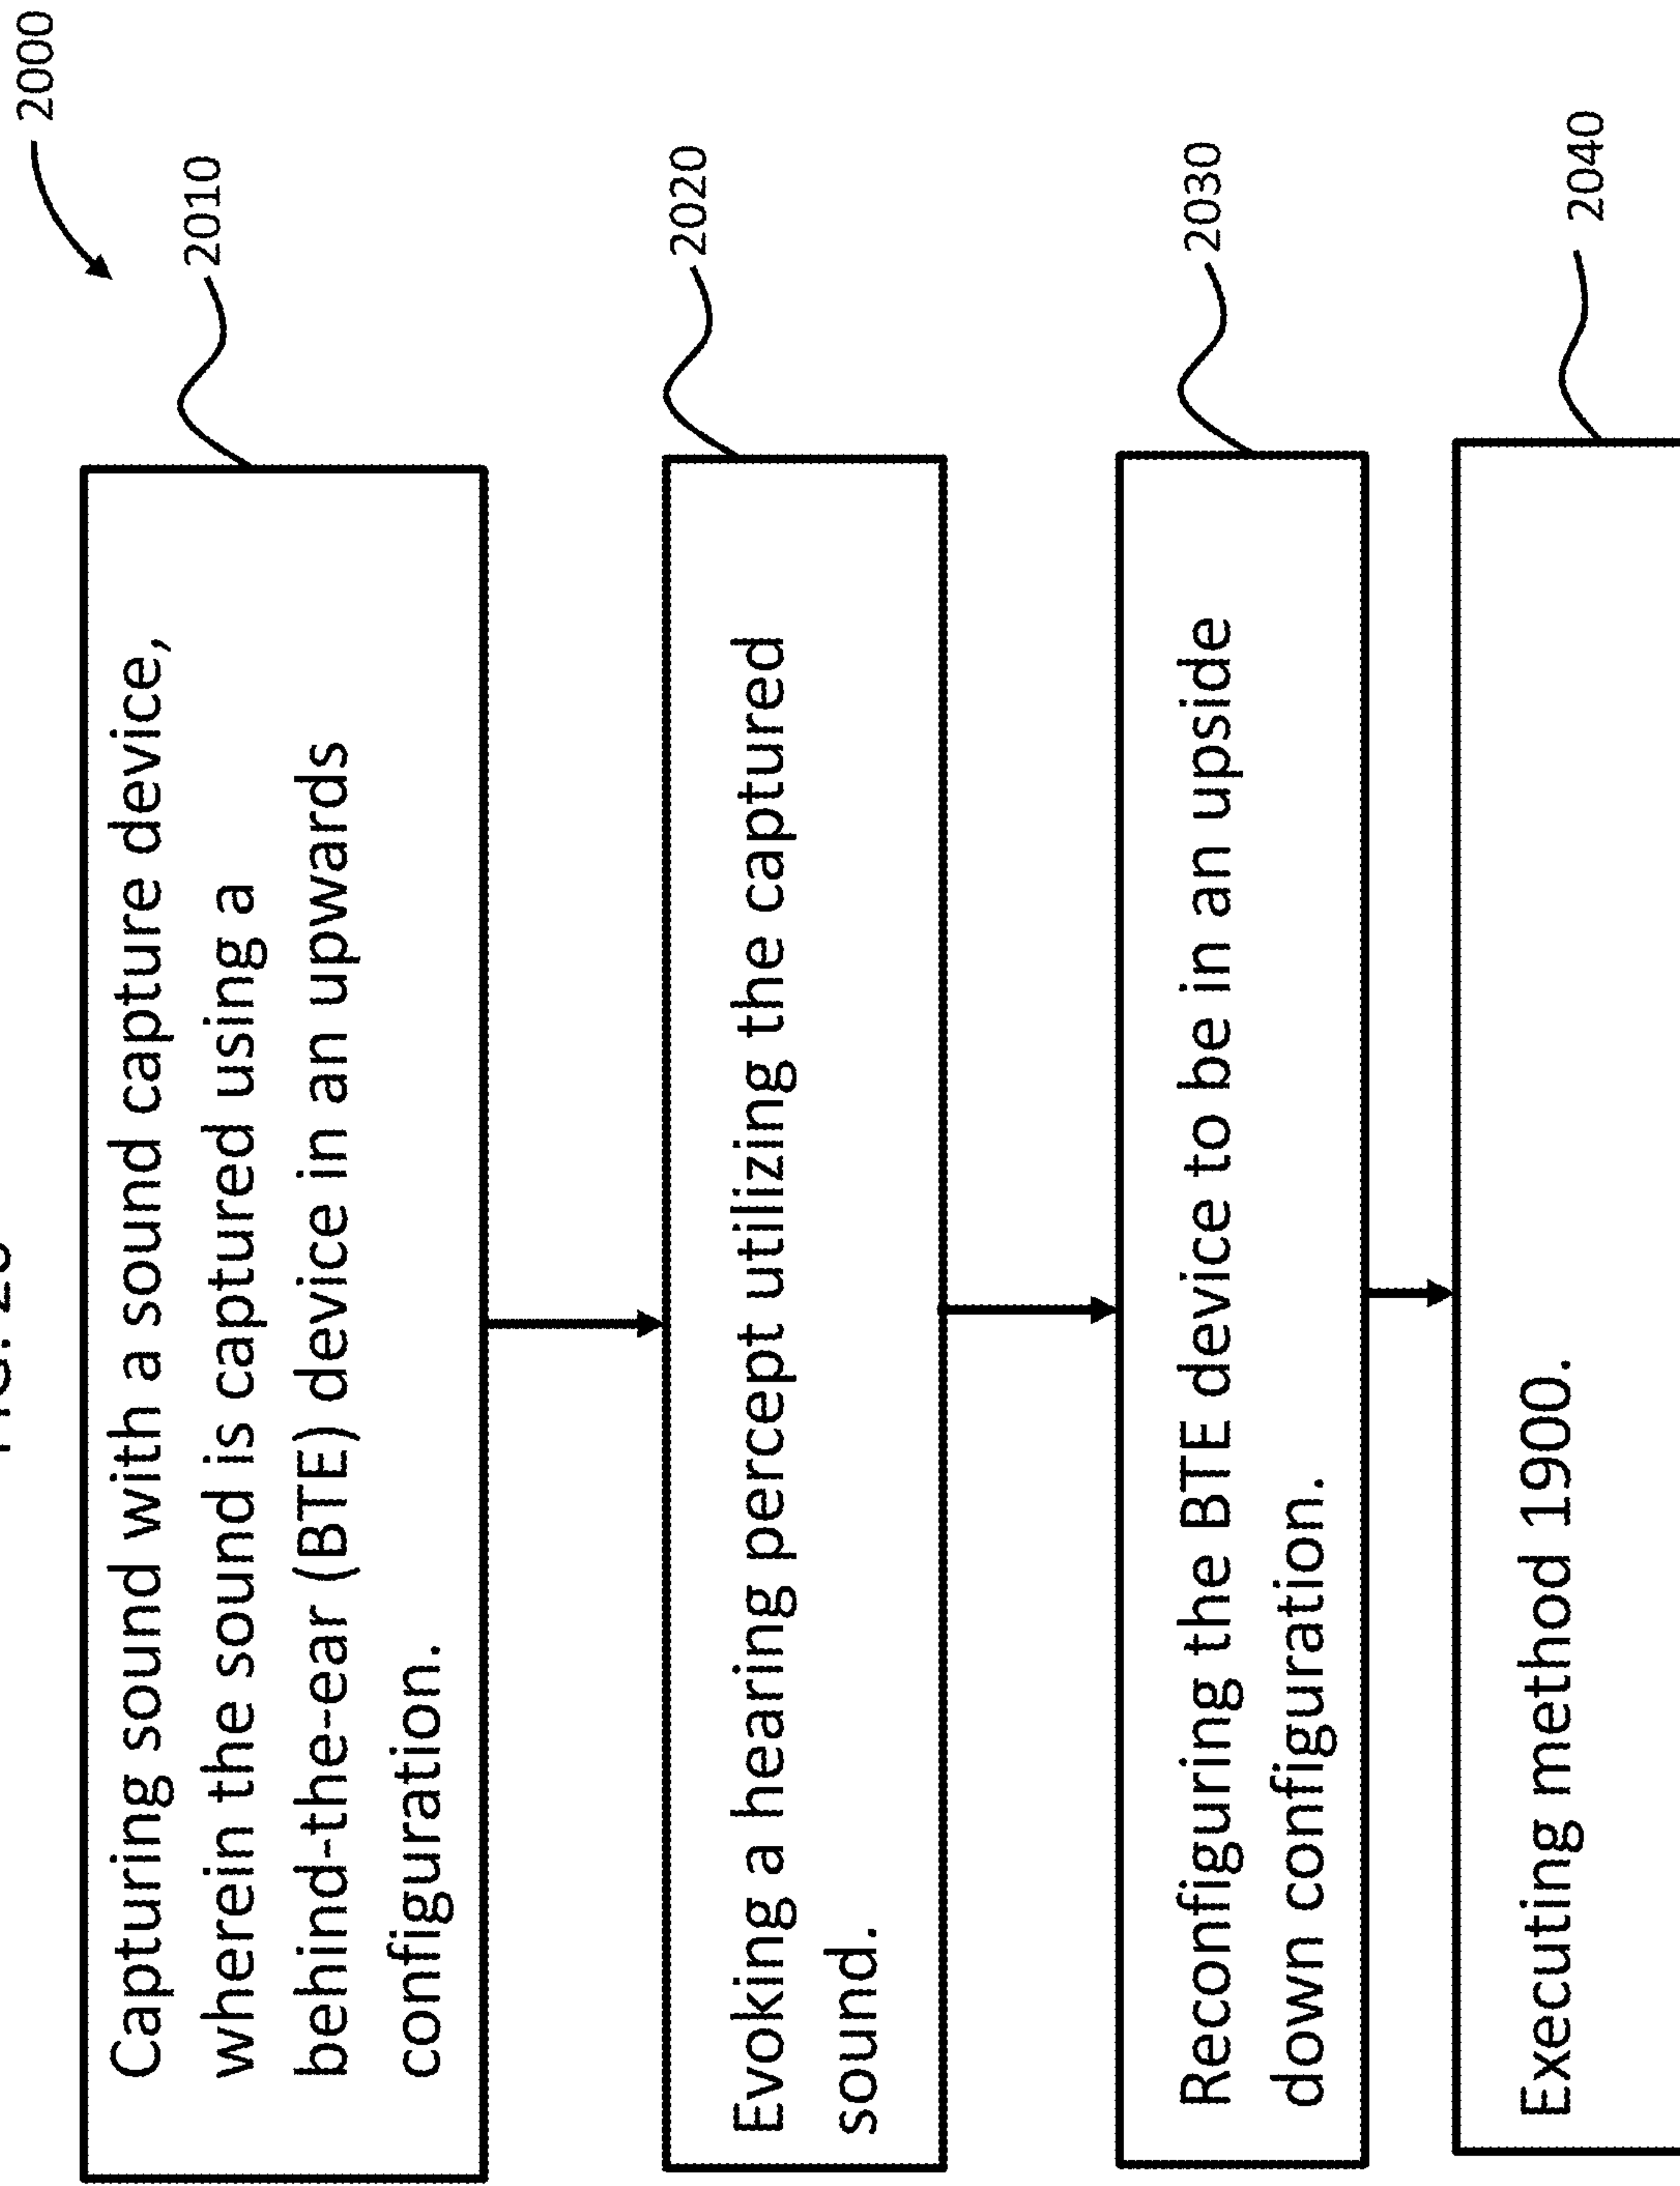 2000
2010
Capturing sound with a sound capture device,
wherein the sound is captured using a
behind-the-ear (BTE) device in an upwards
configuration.
2020
Evoking a hearing percept utilizing the captured
sound.
2030
Reconfiguring the BTE device to be in an upside
down configuration.
2040
Executing method 1900.